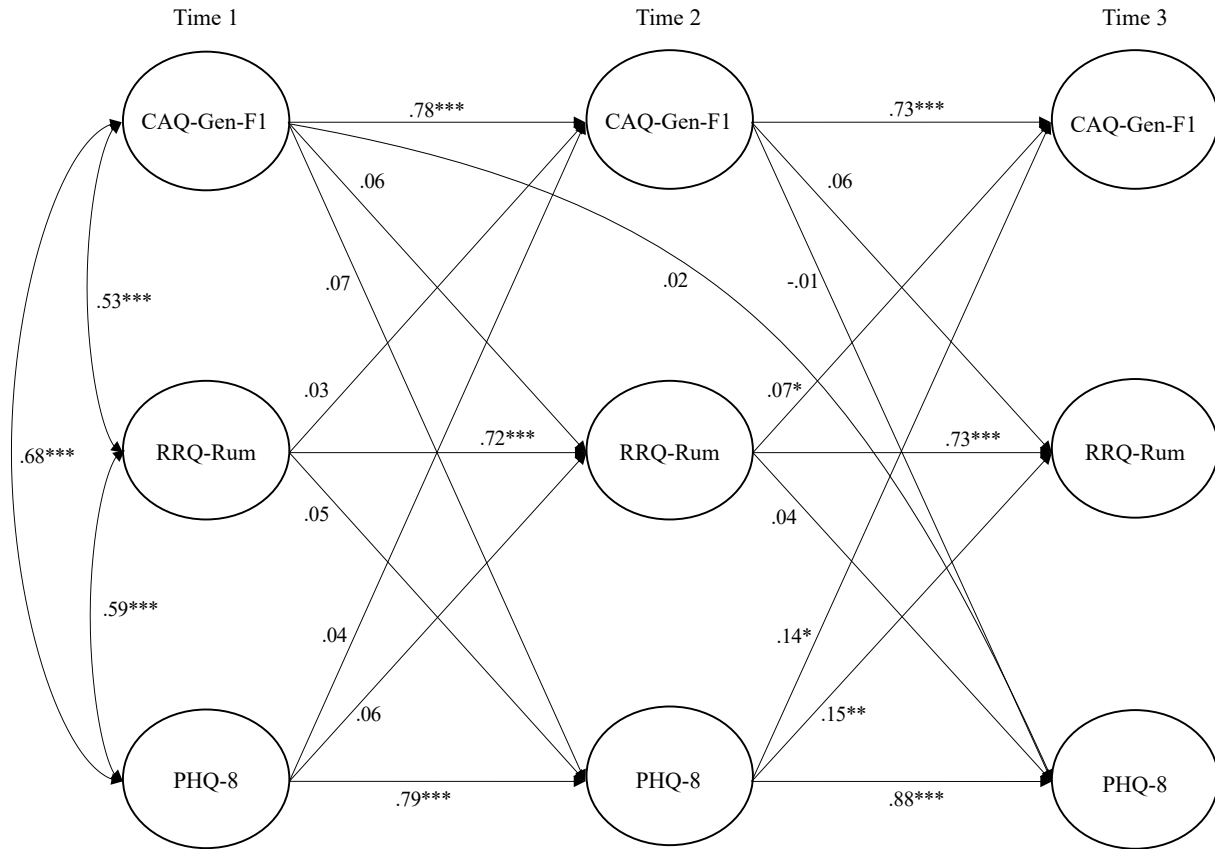 Time 1
Time 2
Time 3
CAQ-Gen-F1
.78***
CAQ-Gen-F1
.73***
CAQ-Gen-F1
.06
.06
.07
.02
-.01
.53***
.03
.07*
RRQ-Rum
.72***
RRQ-Rum
.73***
RRQ-Rum
.68***
.05
.04
.59***
.04
.14*
.06
.15**
PHQ-8
.79***
PHQ-8
.88***
PHQ-8